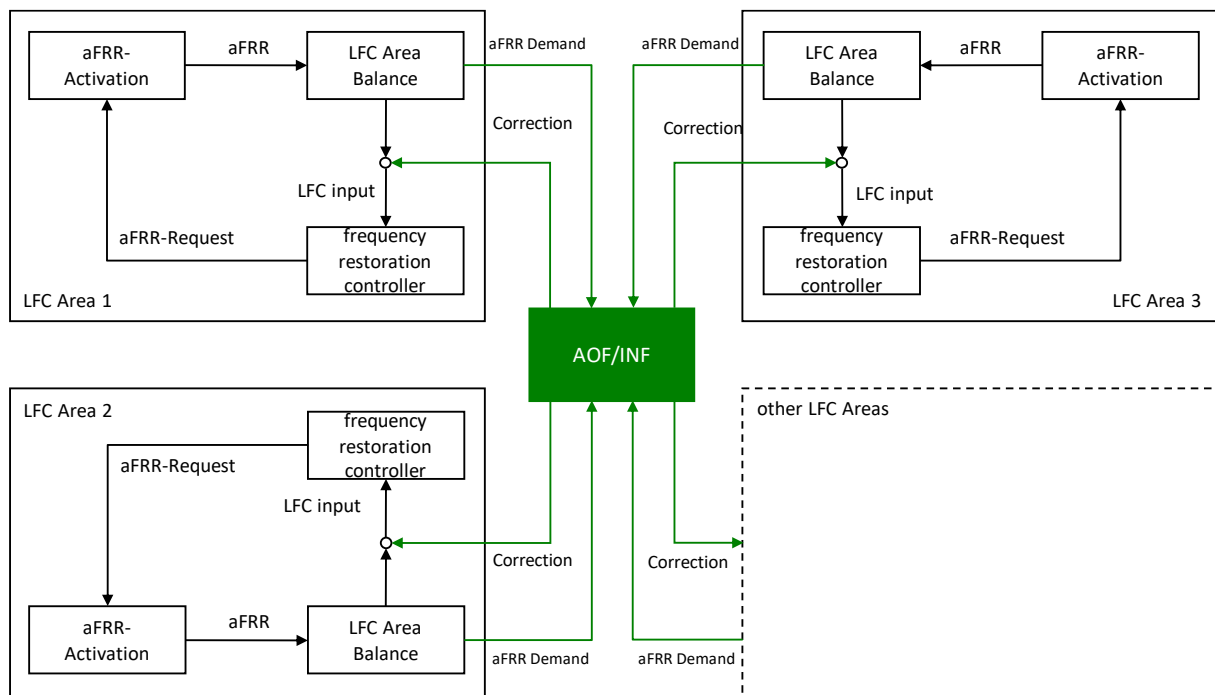 aFRR-
Activation
aFRR
LFC Area
Balance
aFRR Demand
Correction
LFC input
aFRR-Request
frequency
restoration
controller
LFC Area 1
aFRR Demand
LFC Area
Balance
aFRR
aFRR-
Activation
Correction
LFC input
aFRR-Request
frequency
restoration
controller
LFC Area 3
AOF/INF
LFC Area 2
frequency
restoration
controller
aFRR-Request
LFC input
Correction
aFRR-
Activation
aFRR
LFC Area
Balance
aFRR Demand
other LFC Areas
Correction
aFRR Demand